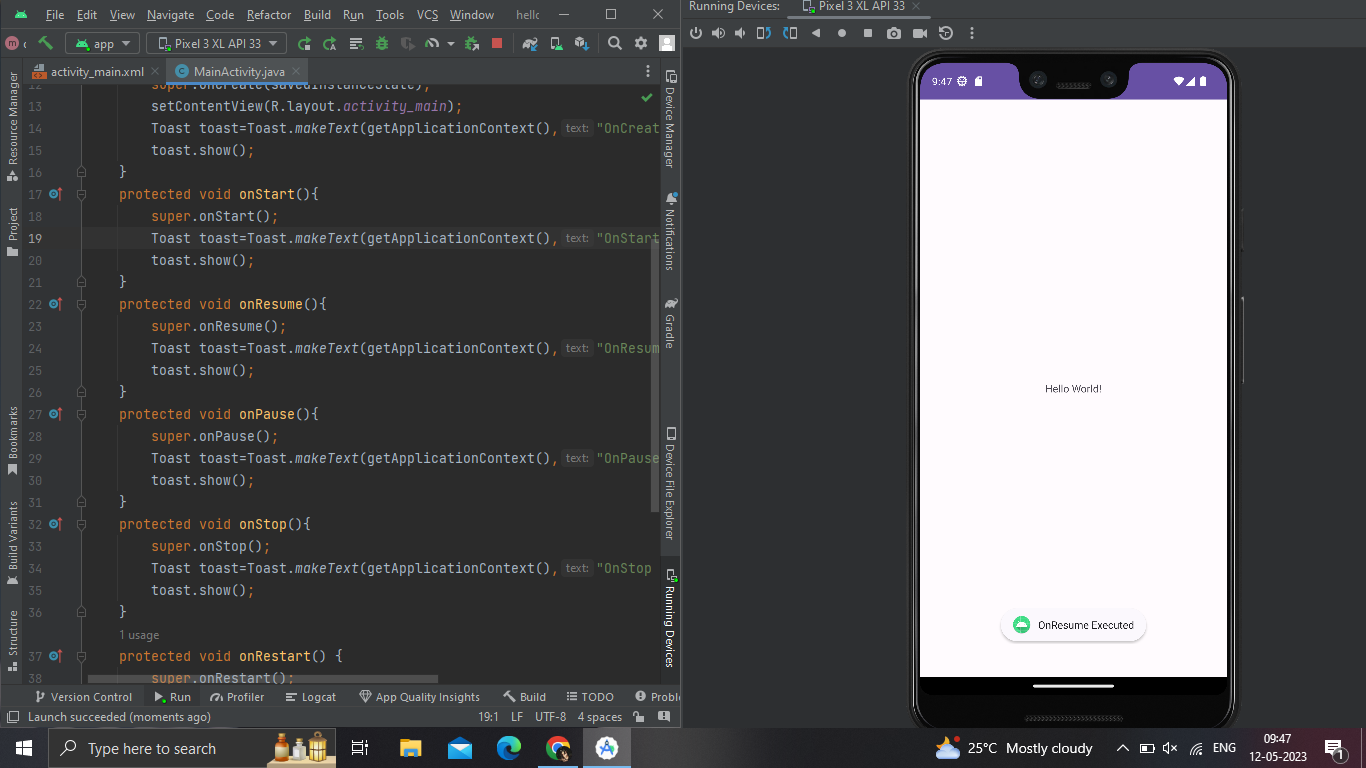 File Edit View Navigate Code Refactor Build Run Tools VCS Window hello
Running Devices: Pixel 3 XL API 33
app Pixel 3 XL API 33
activity_main.xml MainActivity.java
Resource Manager
Project
Bookmarks
Build Variants
Structure
12 super.onCreate(savedInstanceState);
13 setContentView(R.layout.activity_main);
14 Toast toast=Toast.makeText(getApplicationContext(), text: "OnCreat
15 toast.show();
16 }
17 protected void onStart(){
18 super.onStart();
19 Toast toast=Toast.makeText(getApplicationContext(), text: "OnStart
20 toast.show();
21 }
22 protected void onResume(){
23 super.onResume();
24 Toast toast=Toast.makeText(getApplicationContext(), text: "OnResum
25 toast.show();
26 }
27 protected void onPause(){
28 super.onPause();
29 Toast toast=Toast.makeText(getApplicationContext(), text: "OnPause
30 toast.show();
31 }
32 protected void onStop(){
33 super.onStop();
34 Toast toast=Toast.makeText(getApplicationContext(), text: "OnStop
35 toast.show();
36 }
1 usage
37 protected void onRestart() {
38 super.onRestart();
Device Manager
Notifications
Gradle
Device File Explorer
Running Devices
9:47
Hello World!
OnResume Executed
Version Control Run Profiler Logcat App Quality Insights Build TODO Proble
Launch succeeded (moments ago) 19:1 LF UTF-8 4 spaces
Type here to search
25°C Mostly cloudy ENG
09:47
12-05-2023
1